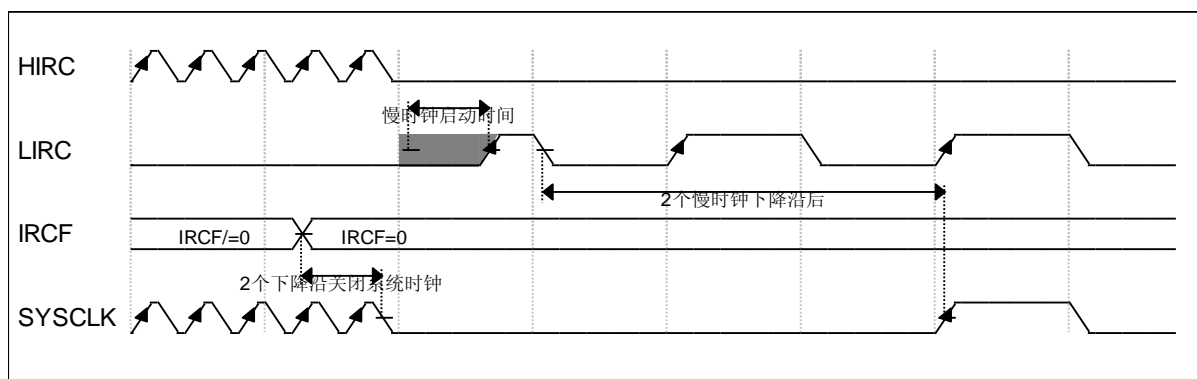 HIRC
慢时钟启动时间
LIRC
2个慢时钟下降沿后
IRCF
IRCF/=0
IRCF=0
2个下降沿关闭系统时钟
SYSCLK